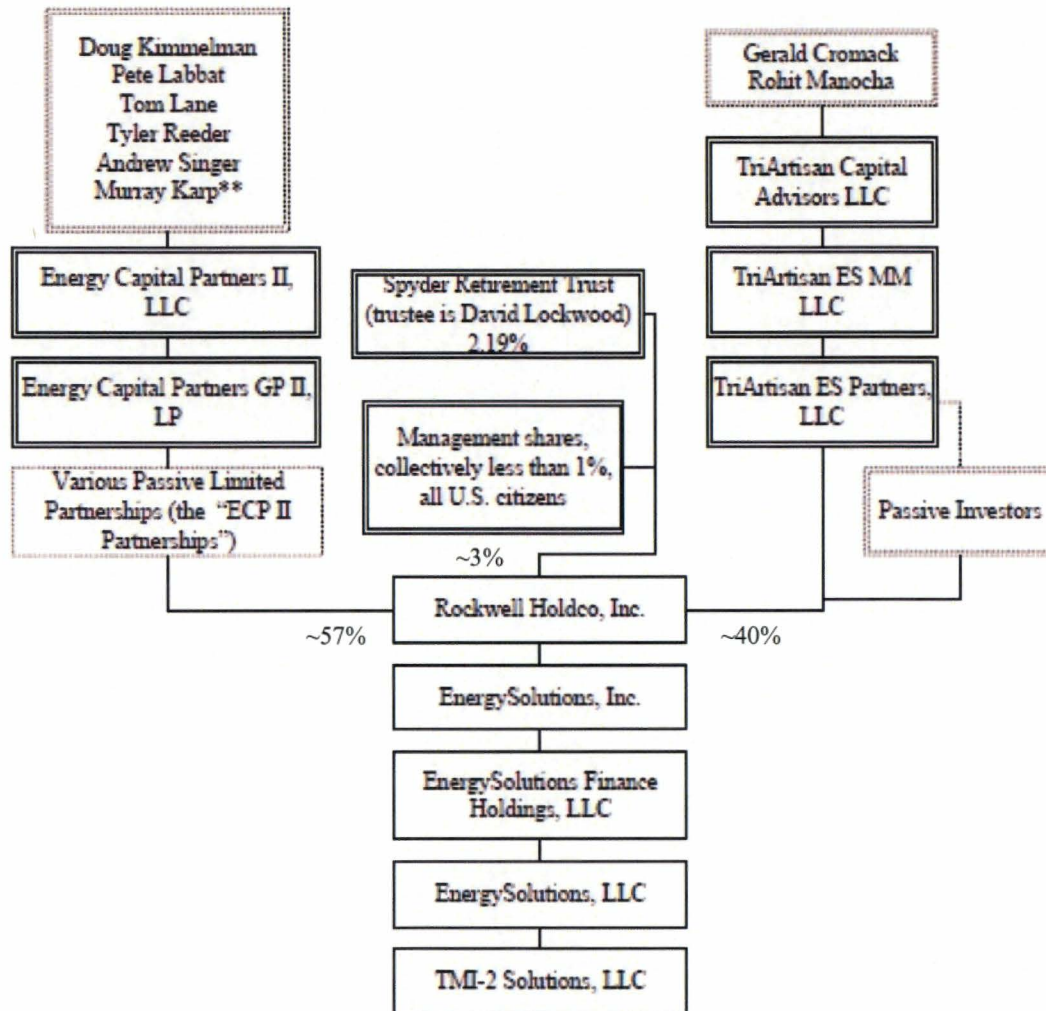 Doug Kimmelman
Pete Labbat
Tom Lane
Tyler Reeder
Andrew Singer
Murray Karp**
Energy Capital Partners II,
LLC
Energy Capital Partners GP II,
LP
Various Passive Limited
Partnerships (the "ECP II
Partnerships")
Spyder Retirement Trust
(trustee is David Lockwood)
2.19%
Management shares,
collectively less than 1%,
all U.S. citizens
Gerald Cromack
Rohit Manocha
TriArtisan Capital
Advisors LLC
TriArtisan ES MM
LLC
TriArtisan ES Partners,
LLC
Passive Investors
~3%
~57%
~40%
Rockwell Holdco, Inc.
EnergySolutions, Inc.
EnergySolutions Finance
Holdings, LLC
EnergySolutions, LLC
TMI-2 Solutions, LLC